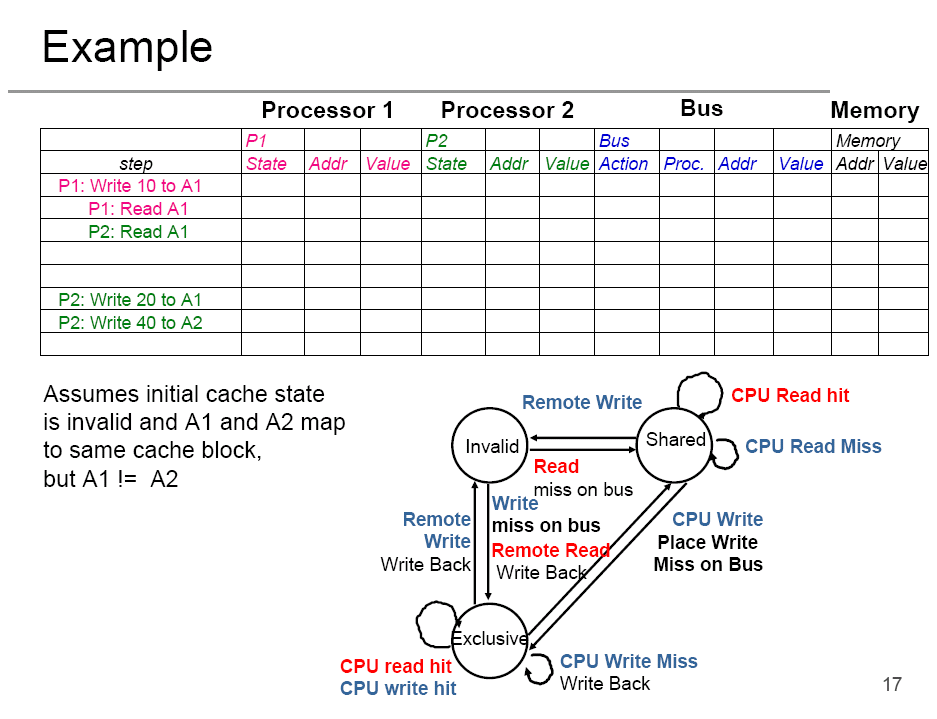 Example
Processor 1 Processor 2 Bus Memory
P1 P2 Bus Memory
step State Addr Value State Addr Value Action Proc. Addr Value Addr Value
P1: Write 10 to A1
P1: Read A1
P2: Read A1
P2: Write 20 to A1
P2: Write 40 to A2
Assumes initial cache state
is invalid and A1 and A2 map
to same cache block,
but A1 != A2
Remote Write
CPU Read hit
Invalid
Shared
CPU Read Miss
Read
miss on bus
Write
miss on bus
Remote
Write
Write Back
Remote Read
Write Back
CPU Write
Place Write
Miss on Bus
Exclusive
CPU read hit
CPU write hit
CPU Write Miss
Write Back
17